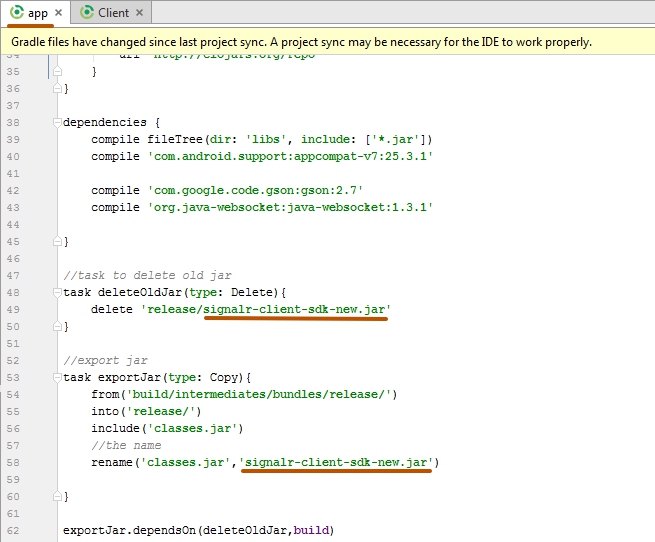 app
Client
Gradle files have changed since last project sync. A project sync may be necessary for the IDE to work properly.
35 }
36 }
37
38 dependencies {
39 compile fileTree(dir: 'libs', include: ['*.jar'])
40 compile 'com.android.support:appcompat-v7:25.3.1'
41
42 compile 'com.google.code.gson:gson:2.7'
43 compile 'org.java-websocket:java-websocket:1.3.1'
44
45 }
46
47 //task to delete old jar
48 task deleteOldJar(type: Delete){
49 delete 'release/signalr-client-sdk-new.jar'
50 }
51
52 //export jar
53 task exportJar(type: Copy){
54 from('build/intermediates/bundles/release/')
55 into('release/')
56 include('classes.jar')
57 //the name
58 rename('classes.jar','signalr-client-sdk-new.jar')
59
60 }
61
62 exportJar.dependsOn(deleteOldJar,build)